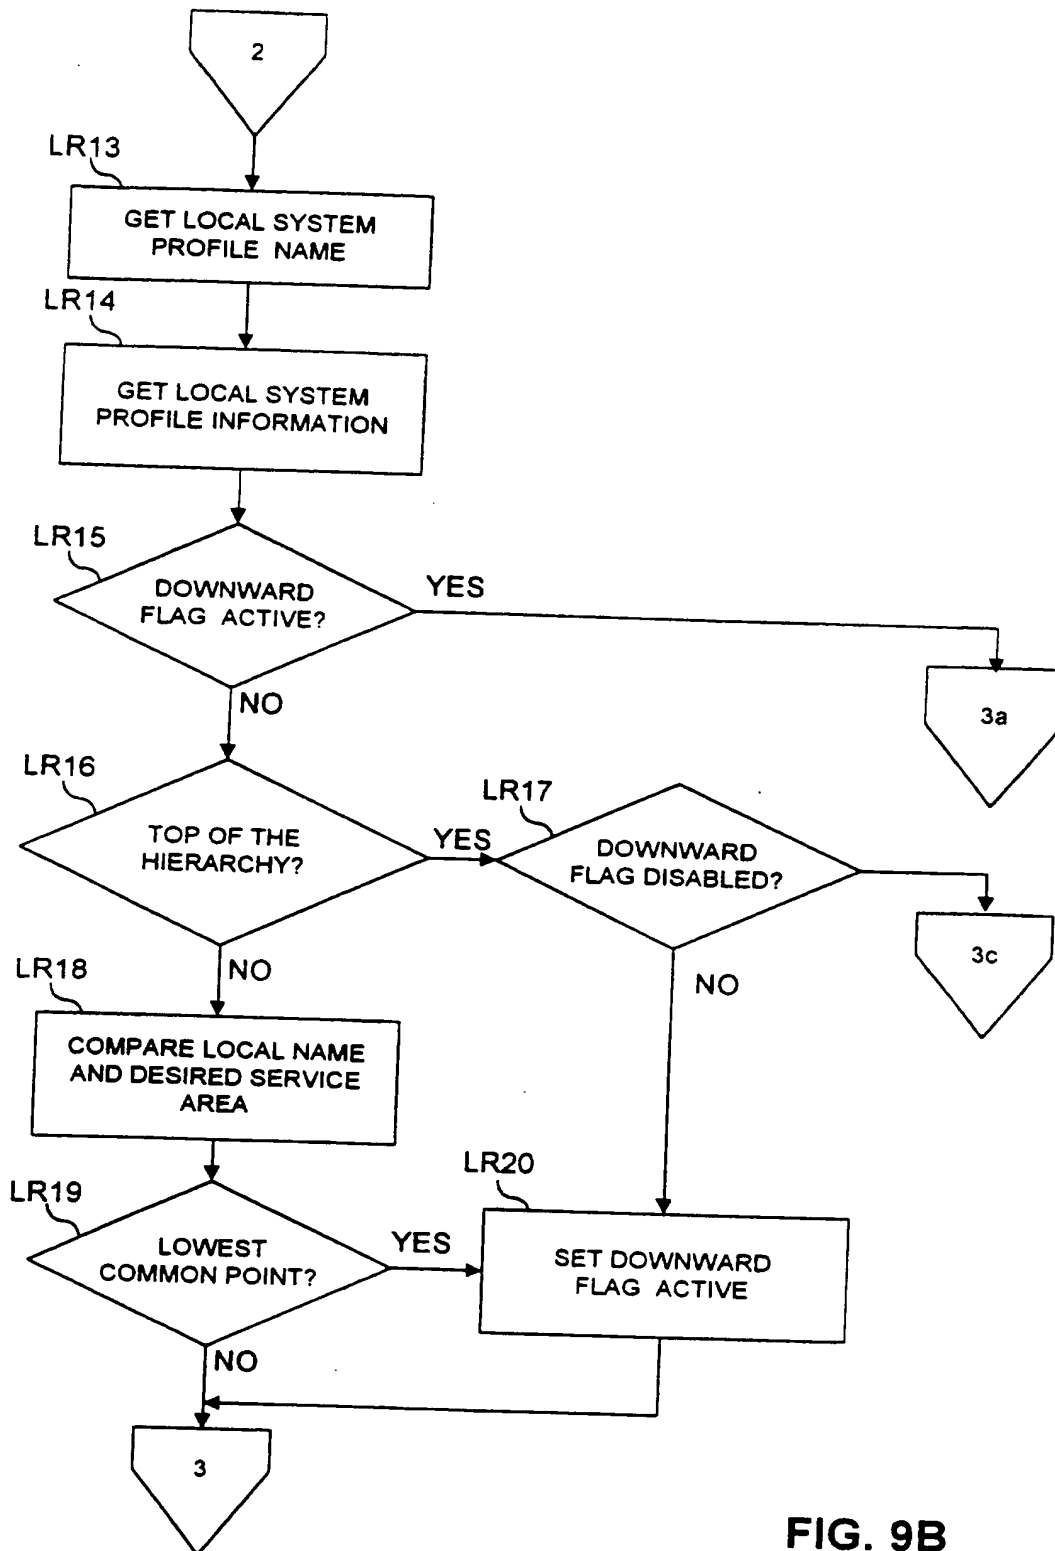 2
LR13
GET LOCAL SYSTEM
PROFILE NAME
LR14
GET LOCAL SYSTEM
PROFILE INFORMATION
LR15
DOWNWARD
FLAG ACTIVE?
YES
NO
3a
LR16
TOP OF THE
HIERARCHY?
YES
LR17
DOWNWARD
FLAG DISABLED?
3c
NO
NO
LR18
COMPARE LOCAL NAME
AND DESIRED SERVICE
AREA
LR19
LOWEST
COMMON POINT?
YES
LR20
SET DOWNWARD
FLAG ACTIVE
NO
3
FIG. 9B